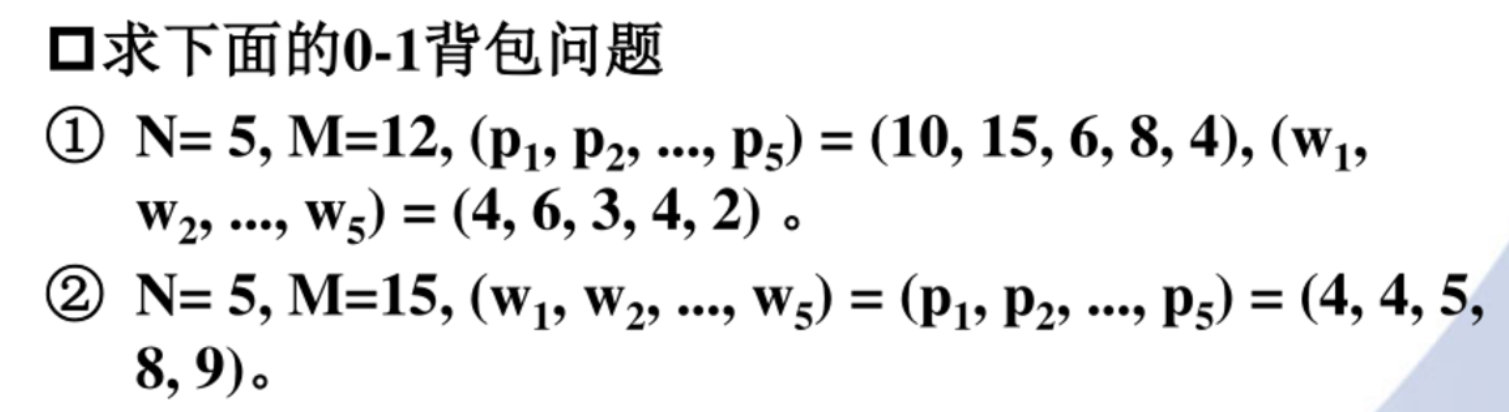 □求下面的0-1背包问题
① N= 5, M=12, (p₁, p₂, ..., p₅) = (10, 15, 6, 8, 4), (w₁,
w₂, ..., w₅) = (4, 6, 3, 4, 2) 。
② N= 5, M=15, (w₁, w₂, ..., w₅) = (p₁, p₂, ..., p₅) = (4, 4, 5,
8, 9)。